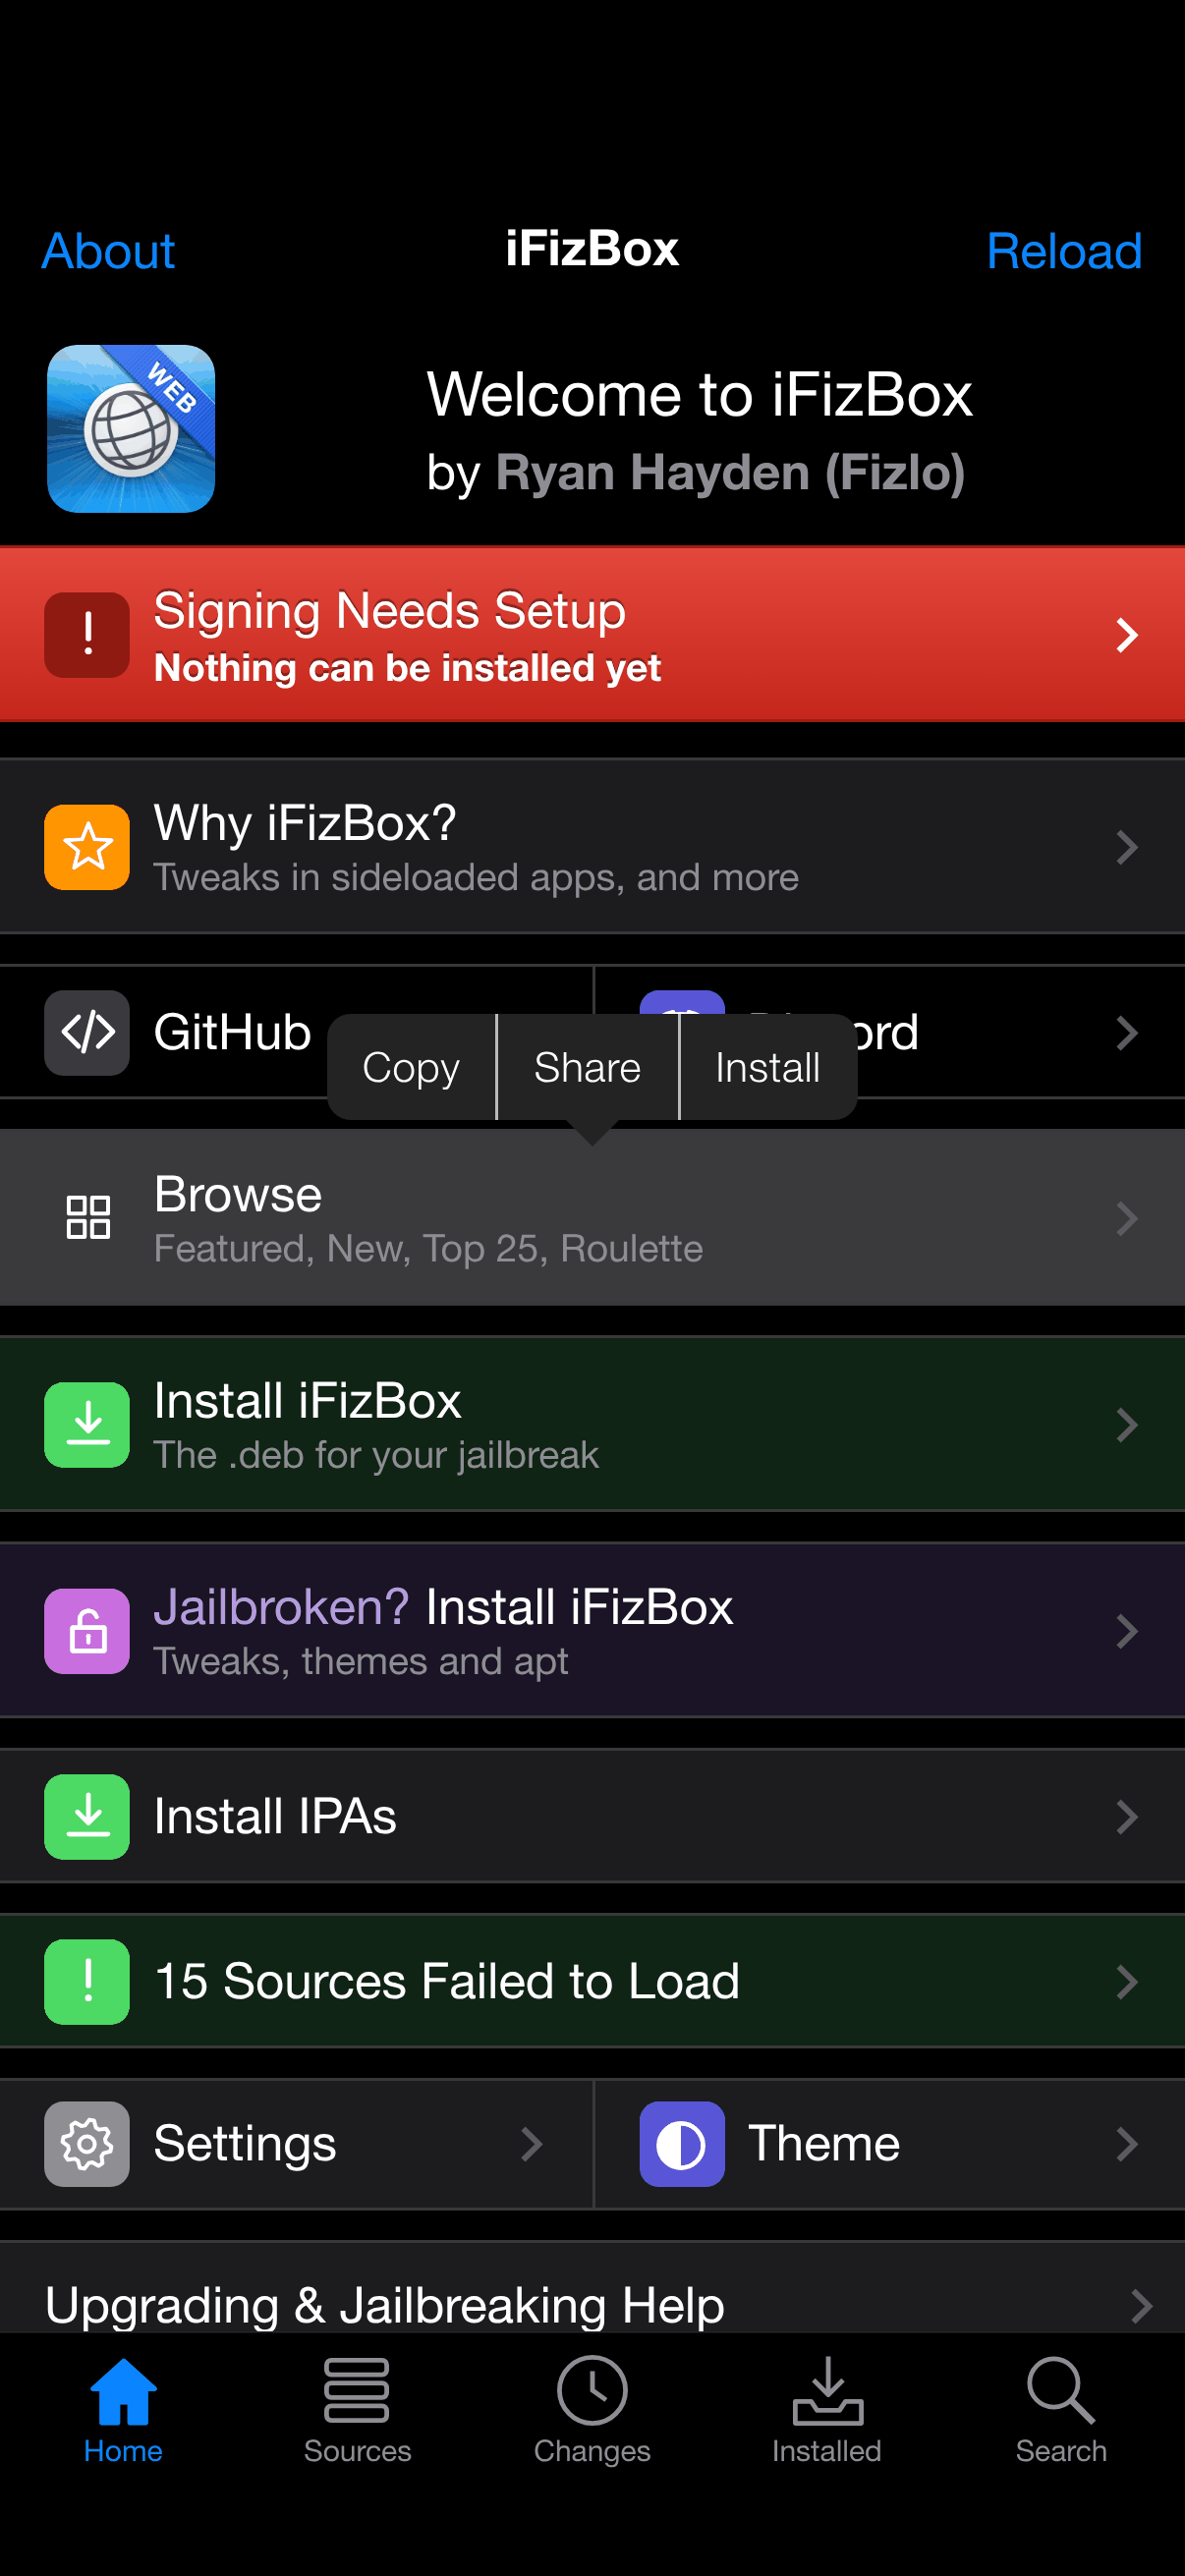 About
iFizBox
Reload
WEB
Welcome to iFizBox
by Ryan Hayden (Fizlo)
Signing Needs Setup
Nothing can be installed yet
Why iFizBox?
Tweaks in sideloaded apps, and more
GitHub
ord
Copy
Share
Install
Browse
Featured, New, Top 25, Roulette
Install iFizBox
The .deb for your jailbreak
Jailbroken? Install iFizBox
Tweaks, themes and apt
Install IPAs
15 Sources Failed to Load
Settings
Theme
Upgrading & Jailbreaking Help
Home
Sources
Changes
Installed
Search